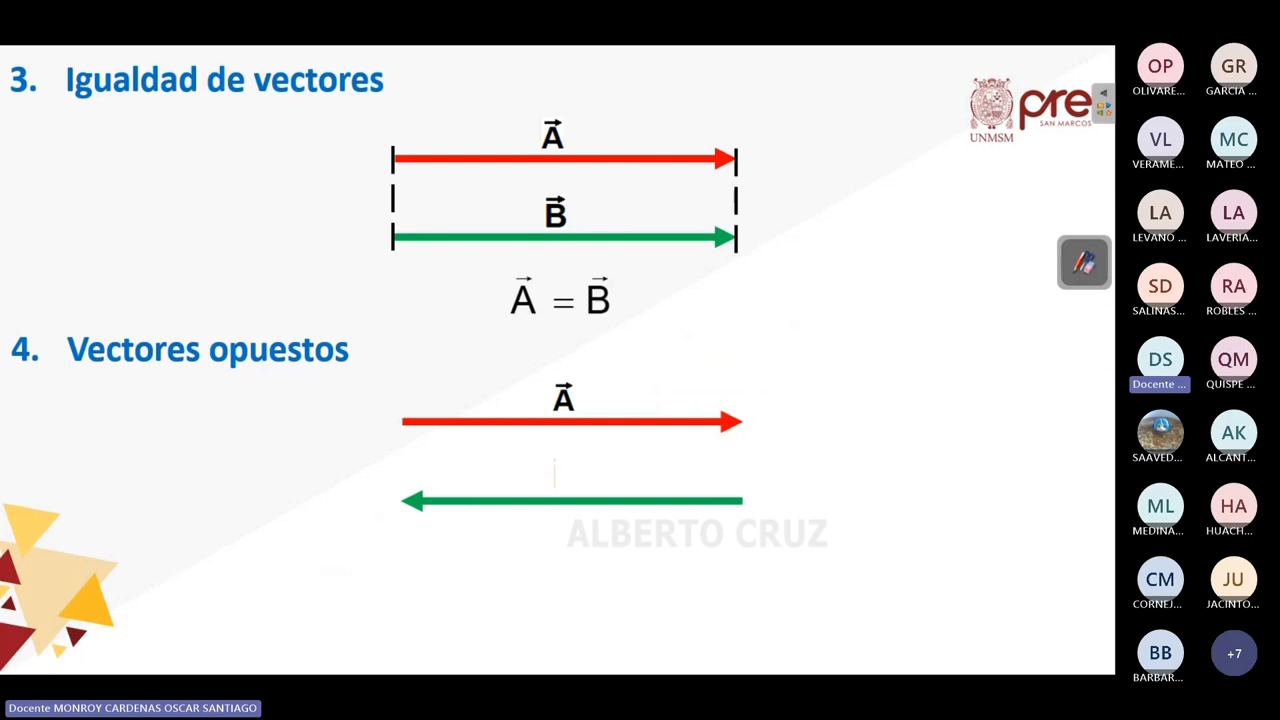 3. Igualdad de vectores
UNMSM
pre
SAN MARCOS
A⃗
B⃗
A⃗ = B⃗
4. Vectores opuestos
A⃗
ALBERTO CRUZ
OP GR
OLIVARE... GARCIA ...
VL MC
VERAME... MATEO ...
LA LA
LEVANO ... LAVERIA...
SD RA
SALINAS... ROBLES ...
DS QM
Docente ... QUISPE ...
AK
SAAVED... ALCANT...
ML HA
MEDINA... HUACH...
CM JU
CORNEJ... JACINTO...
BB +7
BARBAR...
Docente MONROY CARDENAS OSCAR SANTIAGO